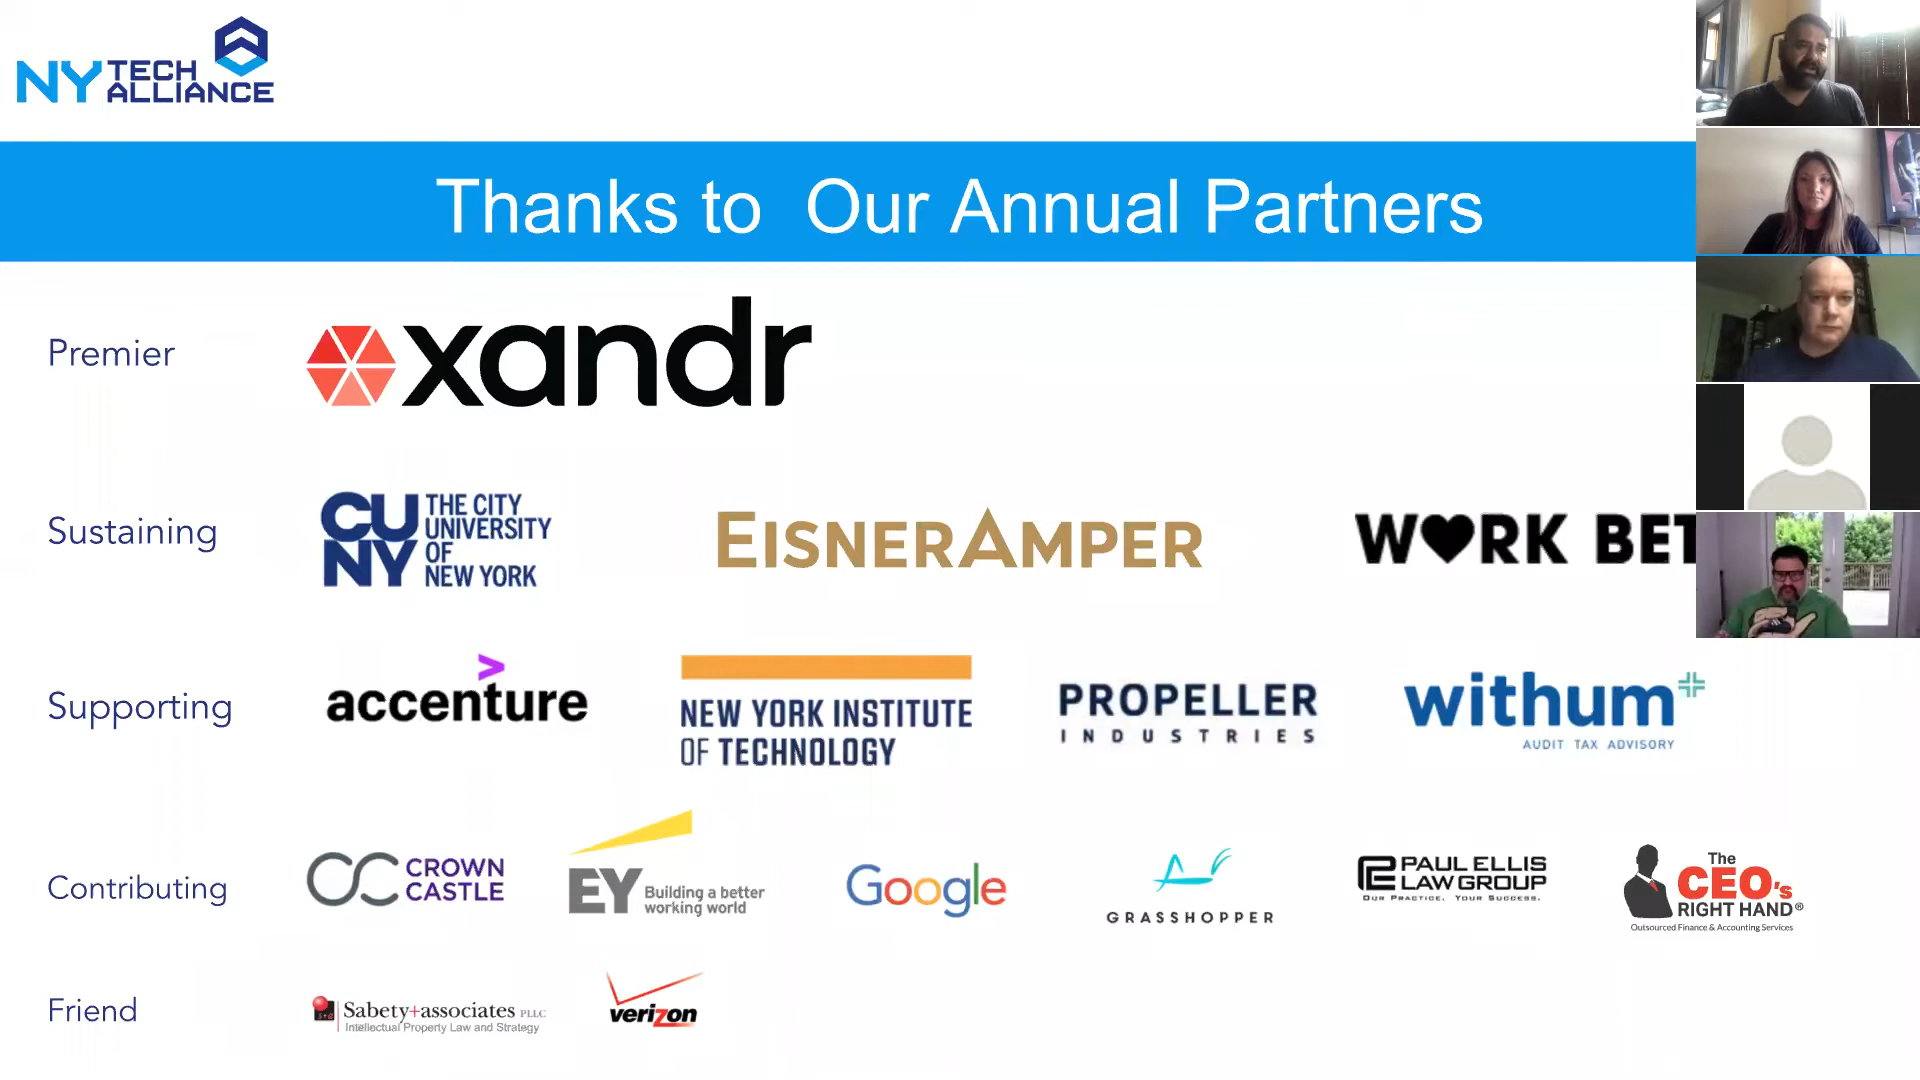 NY TECH
ALLIANCE
Thanks to Our Annual Partners
Premier
xandr
Sustaining
CU
NY
THE CITY
UNIVERSITY
OF
NEW YORK
EISNERAMPER
W♥RK BET
Supporting
accenture
NEW YORK INSTITUTE
OF TECHNOLOGY
PROPELLER
INDUSTRIES
withum
AUDIT TAX ADVISORY
Contributing
CROWN
CASTLE
EY Building a better
working world
Google
GRASSHOPPER
PAUL ELLIS
LAW GROUP
OUR PRACTICE. YOUR SUCCESS.
The
CEO's
RIGHT HAND®
Outsourced Finance & Accounting Services
Friend
Sabety+associates PLLC
Intellectual Property Law and Strategy
verizon